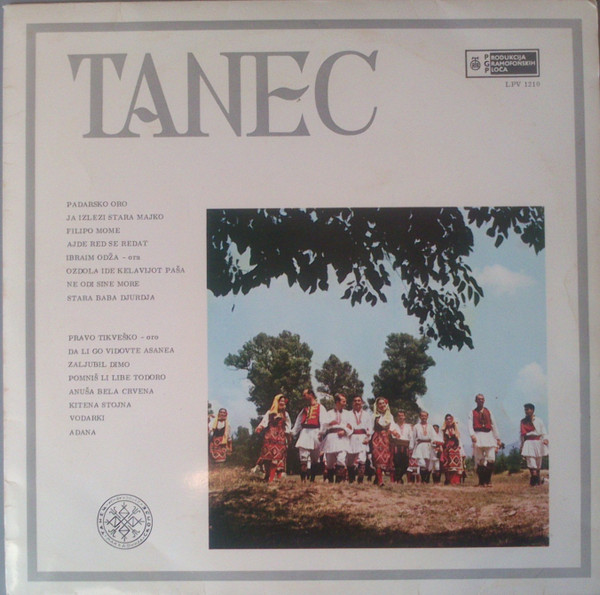 TANEC
PGP
PRODUKCIJA
GRAMOFONSKIH
PLOČA
LPV 1210
PADARSKO ORO
JA IZLEZI STARA MAJKO
FILIPO MOME
AJDE RED SE REDAT
IBRAIM ODŽA – oro
OZDOLA IDE KELAVIJOT PAŠA
NE ODI SINE MORE
STARA BABA DJURDJA
PRAVO TIKVEŠKO – oro
DA LI GO VIDOVTE ASANEA
ZALJUBIL DIMO
POMNIŠ LI LIBE TODORO
ANUŠA BELA CRVENA
KITENA STOJNA
VODARKI
ADANA